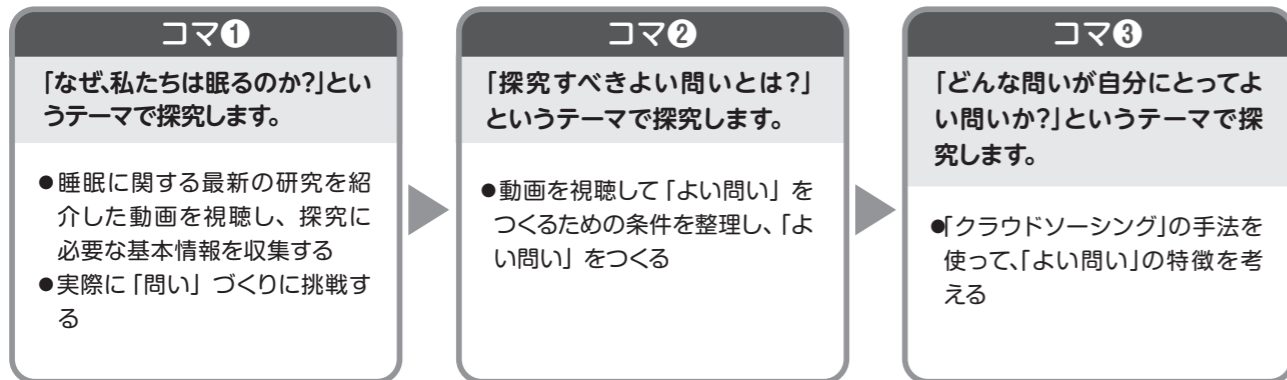 コマ❶
「なぜ、私たちは眠るのか?」とい
うテーマで探究します。
●睡眠に関する最新の研究を紹
介した動画を視聴し、探究に
必要な基本情報を収集する
●実際に「問い」づくりに挑戦す
る
コマ❷
「探究すべきよい問いとは?」
というテーマで探究します。
●動画を視聴して「よい問い」を
つくるための条件を整理し、「よ
い問い」をつくる
コマ❸
「どんな問いが自分にとってよ
い問いか?」というテーマで探
究します。
●「クラウドソーシング」の手法を
使って、「よい問い」の特徴を考
える